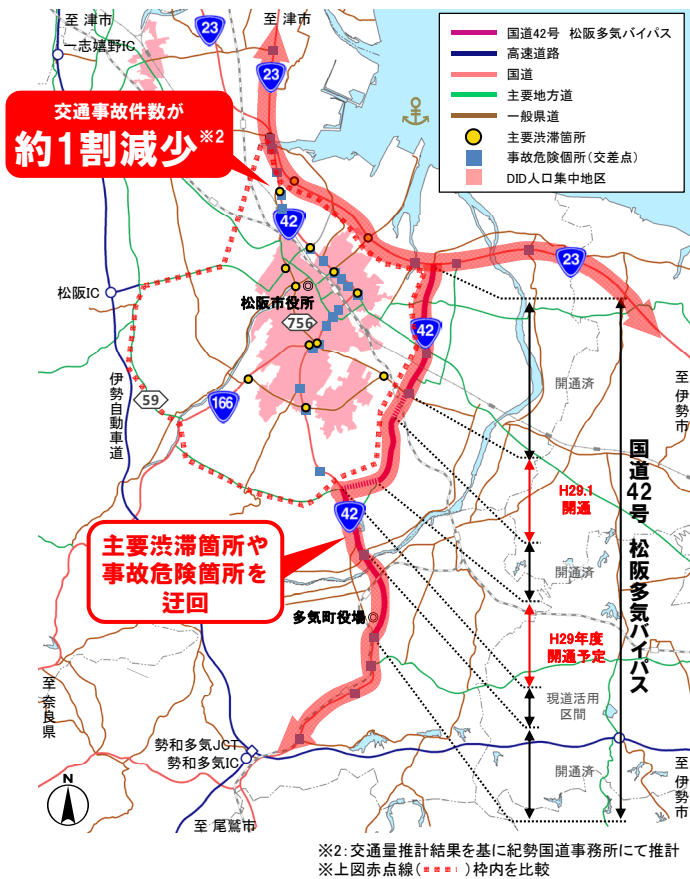 至 津市
一志嬉野IC
23
至 津市
23
国道42号 松阪多気バイパス
高速道路
国道
主要地方道
一般県道
主要渋滞箇所
事故危険個所(交差点)
DID人口集中地区
交通事故件数が
約1割減少※2
42
23
松阪IC
松阪市役所
756
42
開通済
至 伊勢市
伊勢自動車道
59
166
国道42号 松阪多気バイパス
H29.1
開通
42
主要渋滞箇所や
事故危険箇所を
迂回
開通済
多気町役場
H29年度
開通予定
至 奈良県
現道活用
区間
勢和多気JCT
勢和多気IC
開通済
至 伊勢市
N
至 尾鷲市
※2:交通量推計結果を基に紀勢国道事務所にて推計
※上図赤点線( )枠内を比較